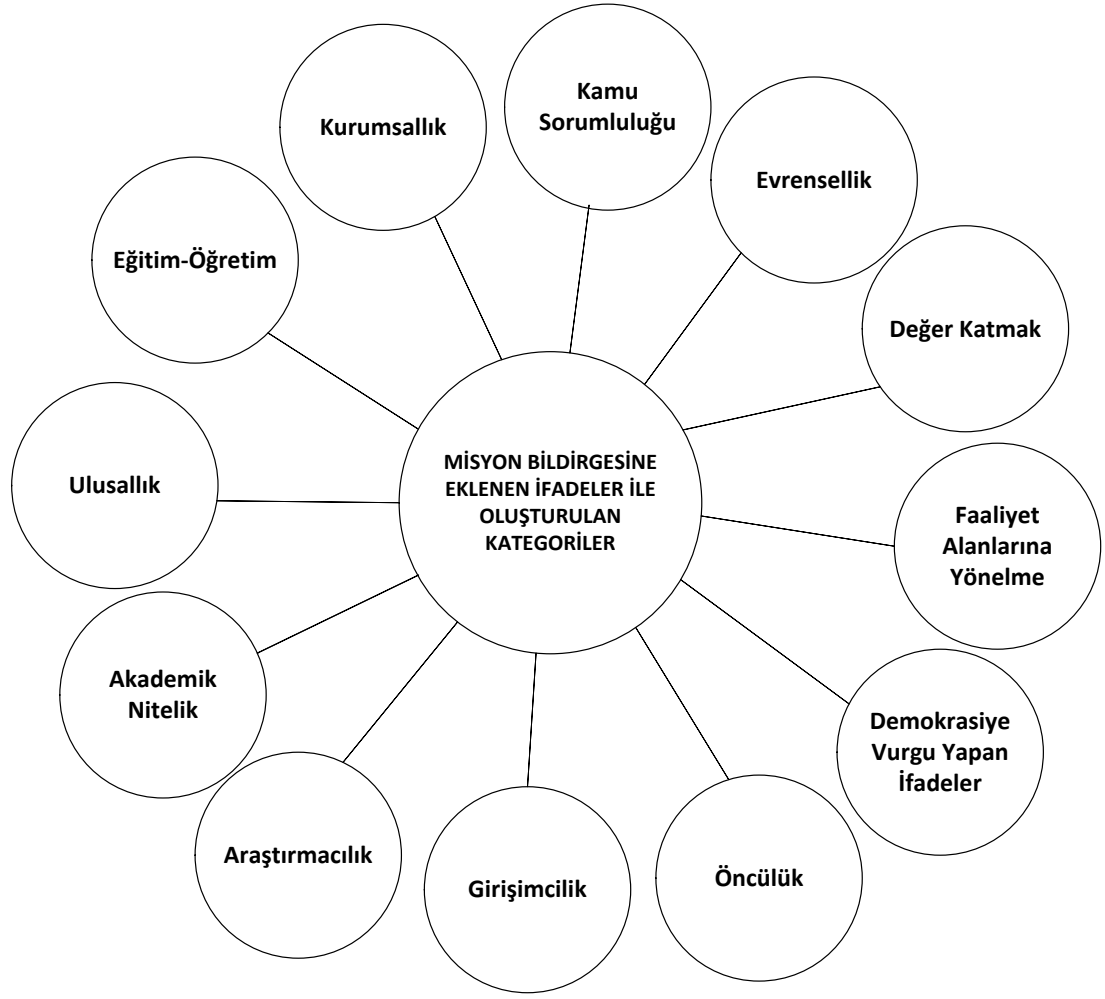 Kamu
Sorumluluğu
Kurumsallık
Evrensellik
Eğitim-Öğretim
Değer Katmak
MİSYON BİLDİRGESİNE
EKLENEN İFADELER İLE
OLUŞTURULAN
KATEGORİLER
Ulusallık
Faaliyet
Alanlarına
Yönelme
Akademik
Nitelik
Demokrasiye
Vurgu Yapan
İfadeler
Araştırmacılık
Girişimcilik
Öncülük